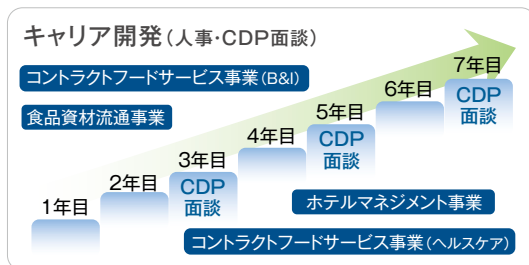 キャリア開発（人事・CDP面談）
コントラクトフードサービス事業（B&I）
食品資材流通事業
1年目
2年目
3年目
CDP
面談
4年目
5年目
CDP
面談
6年目
7年目
CDP
面談
ホテルマネジメント事業
コントラクトフードサービス事業（ヘルスケア）